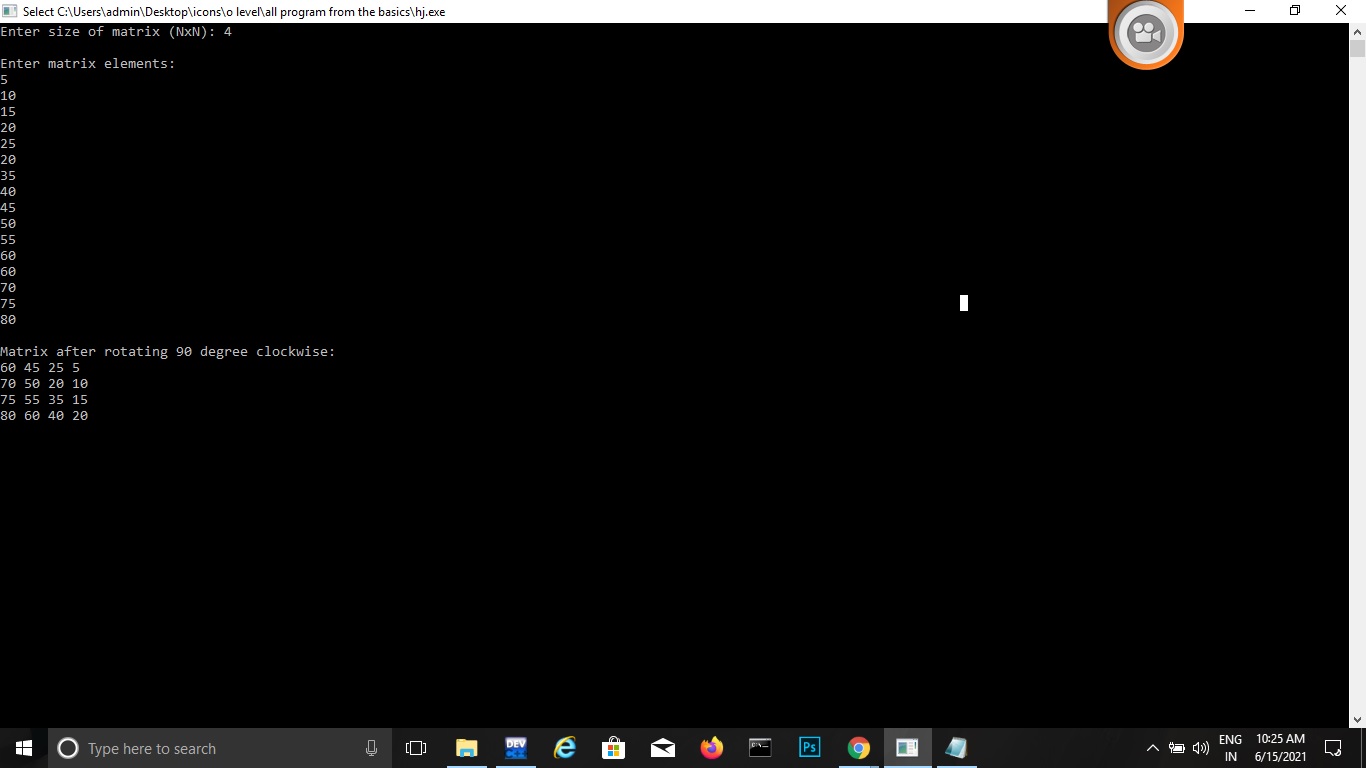 Select C:\Users\admin\Desktop\icons\o level\all program from the basics\hj.exe
Enter size of matrix (NxN): 4
Enter matrix elements:
5
10
15
20
25
20
35
40
45
50
55
60
60
70
75
80
Matrix after rotating 90 degree clockwise:
60 45 25 5
70 50 20 10
75 55 35 15
80 60 40 20
Type here to search
DEV
Ps
ENG
IN
10:25 AM
6/15/2021